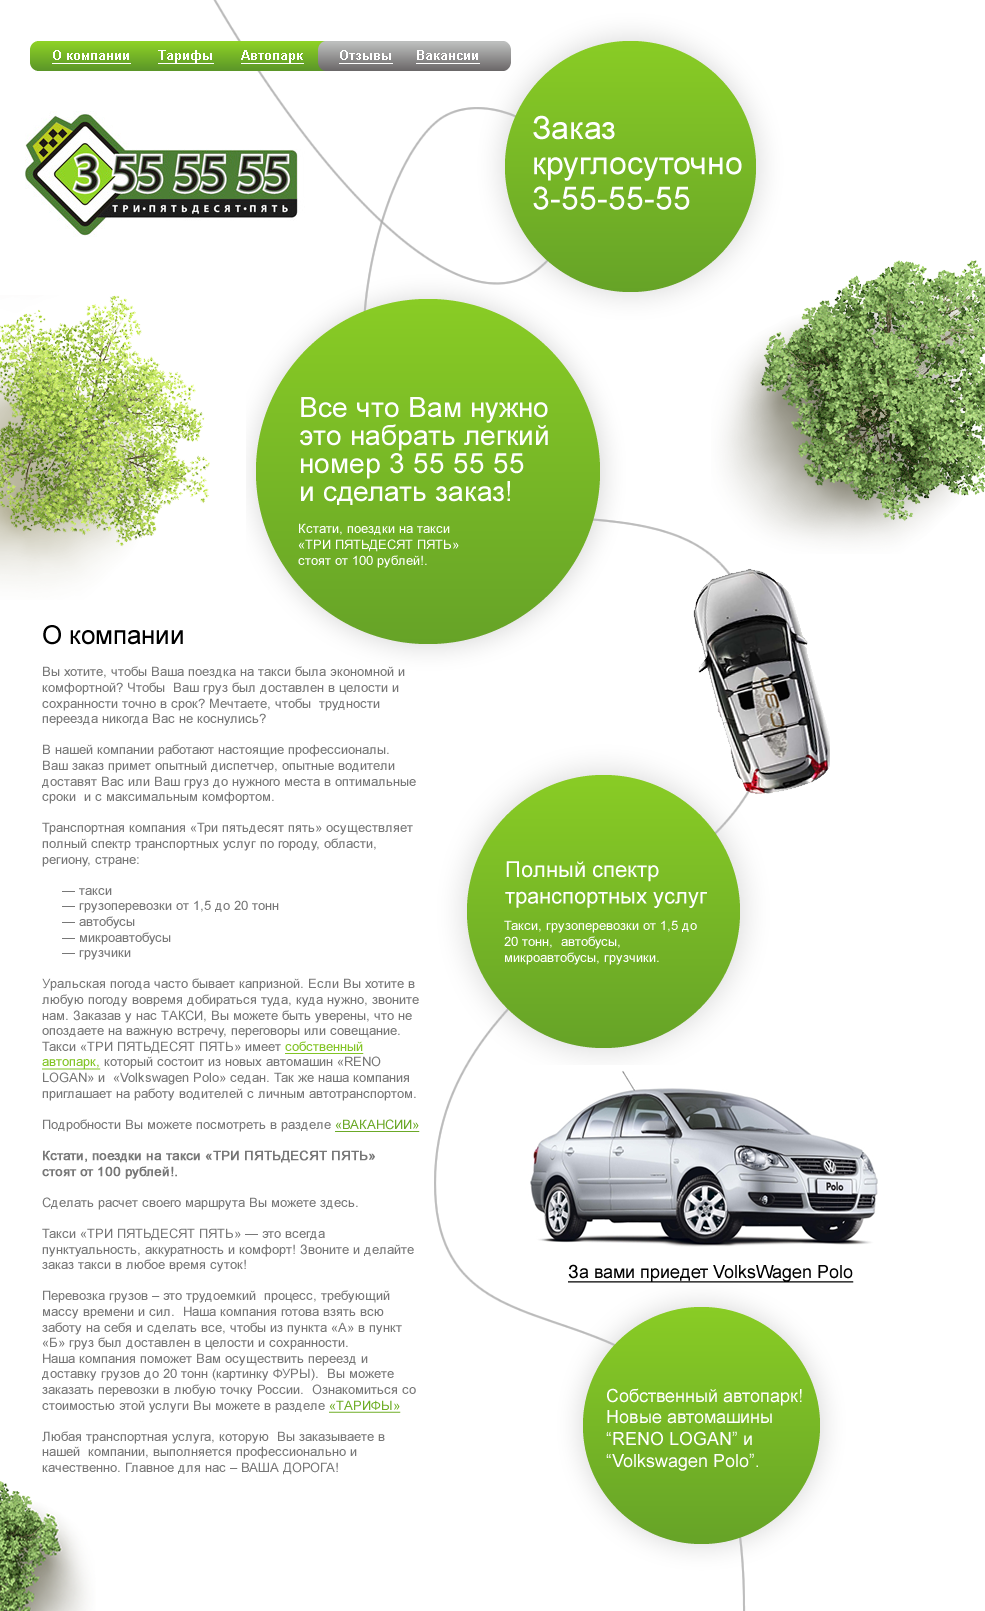 О компании Тарифы Автопарк Отзывы Вакансии
3 55 55 55
ТРИ•ПЯТЬДЕСЯТ•ПЯТЬ
Заказ
круглосуточно
3-55-55-55
Все что Вам нужно
это набрать легкий
номер 3 55 55 55
и сделать заказ!
Кстати, поездки на такси
«ТРИ ПЯТЬДЕСЯТ ПЯТЬ»
стоят от 100 рублей!.
О компании
Вы хотите, чтобы Ваша поездка на такси была экономной и
комфортной? Чтобы  Ваш груз был доставлен в целости и
сохранности точно в срок? Мечтаете, чтобы  трудности
переезда никогда Вас не коснулись?
В нашей компании работают настоящие профессионалы.
Ваш заказ примет опытный диспетчер, опытные водители
доставят Вас или Ваш груз до нужного места в оптимальные
сроки  и с максимальным комфортом.
Транспортная компания «Три пятьдесят пять» осуществляет
полный спектр транспортных услуг по городу, области,
региону, стране:
— такси
— грузоперевозки от 1,5 до 20 тонн
— автобусы
— микроавтобусы
— грузчики
Уральская погода часто бывает капризной. Если Вы хотите в
любую погоду вовремя добираться туда, куда нужно, звоните
нам. Заказав у нас ТАКСИ, Вы можете быть уверены, что не
опоздаете на важную встречу, переговоры или совещание.
Такси «ТРИ ПЯТЬДЕСЯТ ПЯТЬ» имеет собственный
автопарк, который состоит из новых автомашин «RENO
LOGAN» и  «Volkswagen Polo» седан. Так же наша компания
приглашает на работу водителей с личным автотранспортом.
Подробности Вы можете посмотреть в разделе «ВАКАНСИИ»
Кстати, поездки на такси «ТРИ ПЯТЬДЕСЯТ ПЯТЬ»
стоят от 100 рублей!.
Сделать расчет своего маршрута Вы можете здесь.
Такси «ТРИ ПЯТЬДЕСЯТ ПЯТЬ» — это всегда
пунктуальность, аккуратность и комфорт! Звоните и делайте
заказ такси в любое время суток!
Перевозка грузов – это трудоемкий  процесс, требующий
массу времени и сил.  Наша компания готова взять всю
заботу на себя и сделать все, чтобы из пункта «А» в пункт
«Б» груз был доставлен в целости и сохранности.
Наша компания поможет Вам осуществить переезд и
доставку грузов до 20 тонн (картинку ФУРЫ).  Вы можете
заказать перевозки в любую точку России.  Ознакомиться со
стоимостью этой услуги Вы можете в разделе «ТАРИФЫ»
Любая транспортная услуга, которую  Вы заказываете в
нашей  компании, выполняется профессионально и
качественно. Главное для нас – ВАША ДОРОГА!
C30
Полный спектр
транспортных услуг
Такси, грузоперевозки от 1,5 до
20 тонн,  автобусы,
микроавтобусы, грузчики.
Polo
За вами приедет VolksWagen Polo
Собственный автопарк!
Новые автомашины
“RENO LOGAN” и
“Volkswagen Polo”.